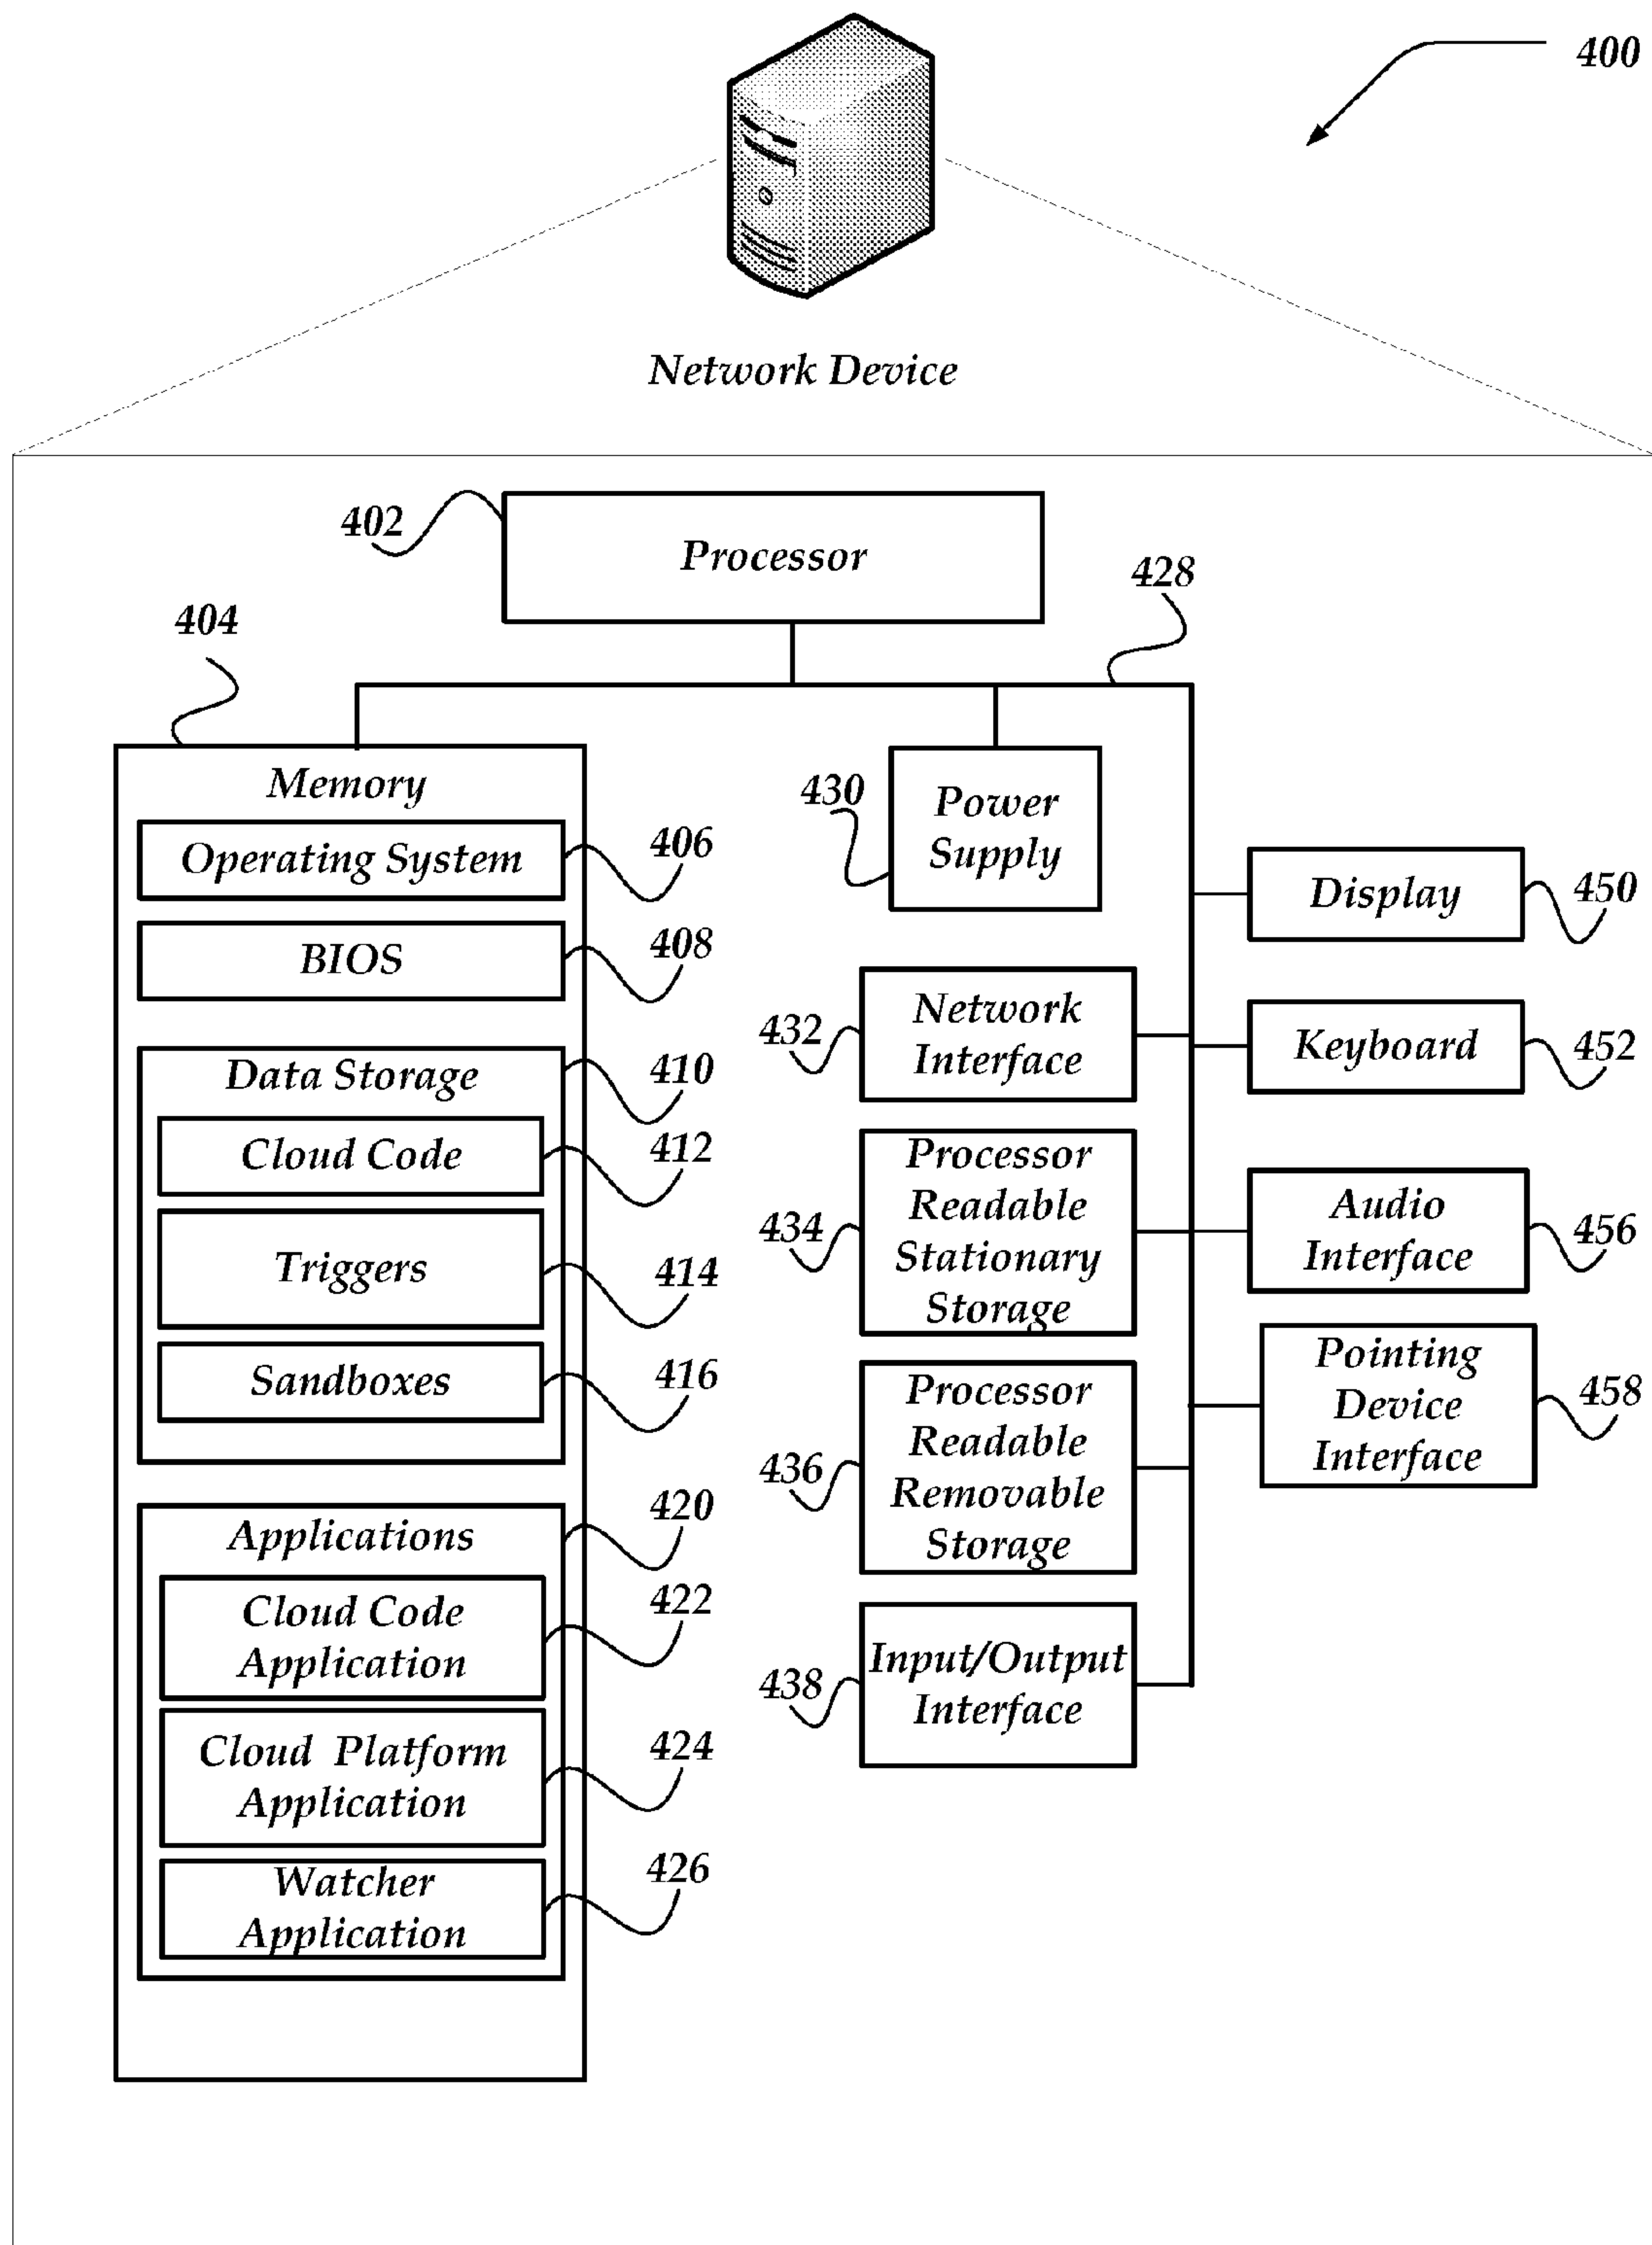 400
Network Device
402
Processor
428
404
Memory
Operating System
406
BIOS
408
Data Storage
410
Cloud Code
412
Triggers
414
Sandboxes
416
Applications
420
Cloud Code
Application
422
Cloud Platform
Application
424
Watcher
Application
426
430
Power
Supply
432
Network
Interface
434
Processor
Readable
Stationary
Storage
436
Processor
Readable
Removable
Storage
438
Input/Output
Interface
Display
450
Keyboard
452
Audio
Interface
456
Pointing
Device
Interface
458